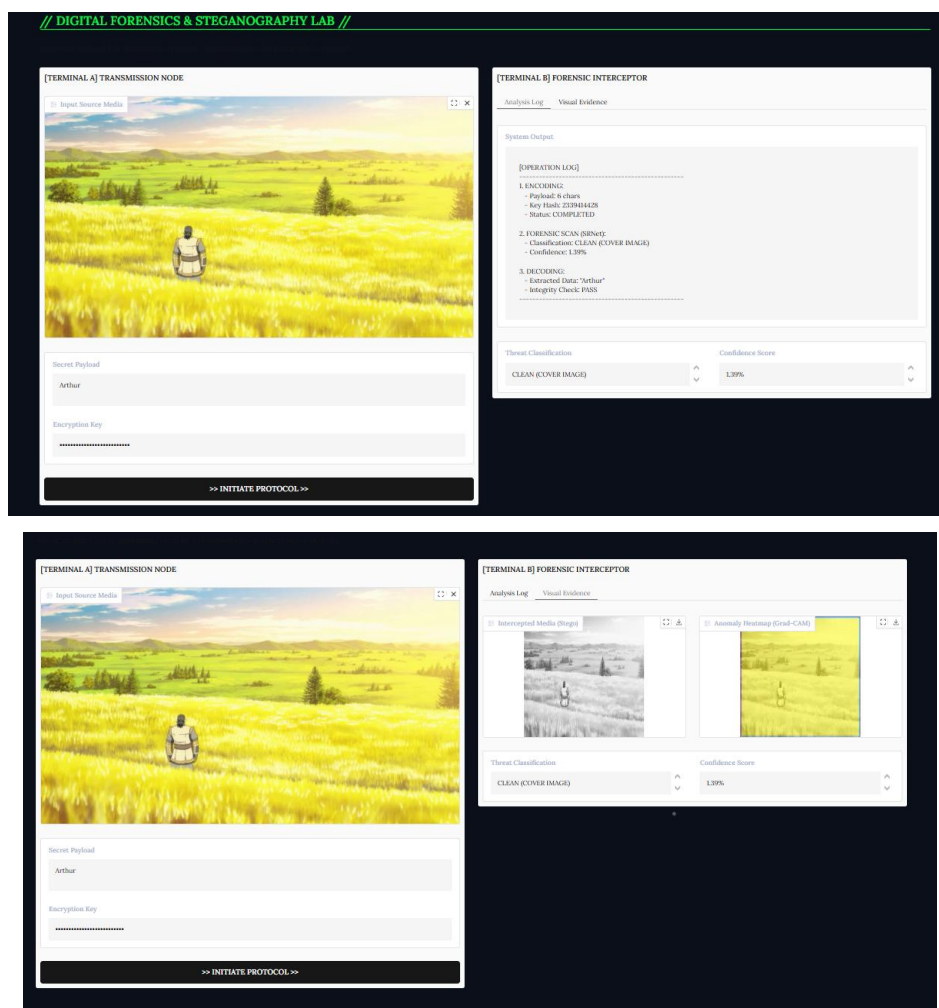 // DIGITAL FORENSICS & STEGANOGRAPHY LAB //
[TERMINAL A] TRANSMISSION NODE
Input Source Media
Secret Payload
Arthur
Encryption Key
••••••••••••••••••••••••••
>> INITIATE PROTOCOL >>
[TERMINAL B] FORENSIC INTERCEPTOR
Analysis Log Visual Evidence
System Output
[OPERATION LOG]
--------------------------------------------------
1. ENCODING:
- Payload: 6 chars
- Key Hash: 2339414428
- Status: COMPLETED
2. FORENSIC SCAN (SRNet):
- Classification: CLEAN (COVER IMAGE)
- Confidence: 1.39%
3. DECODING:
- Extracted Data: "Arthur"
- Integrity Check: PASS
--------------------------------------------------
Threat Classification Confidence Score
CLEAN (COVER IMAGE) 1.39%
[TERMINAL A] TRANSMISSION NODE
Input Source Media
Secret Payload
Arthur
Encryption Key
••••••••••••••••••••••••••
>> INITIATE PROTOCOL >>
[TERMINAL B] FORENSIC INTERCEPTOR
Analysis Log Visual Evidence
Intercepted Media (Stego) Anomaly Heatmap (Grad-CAM)
Threat Classification Confidence Score
CLEAN (COVER IMAGE) 1.39%